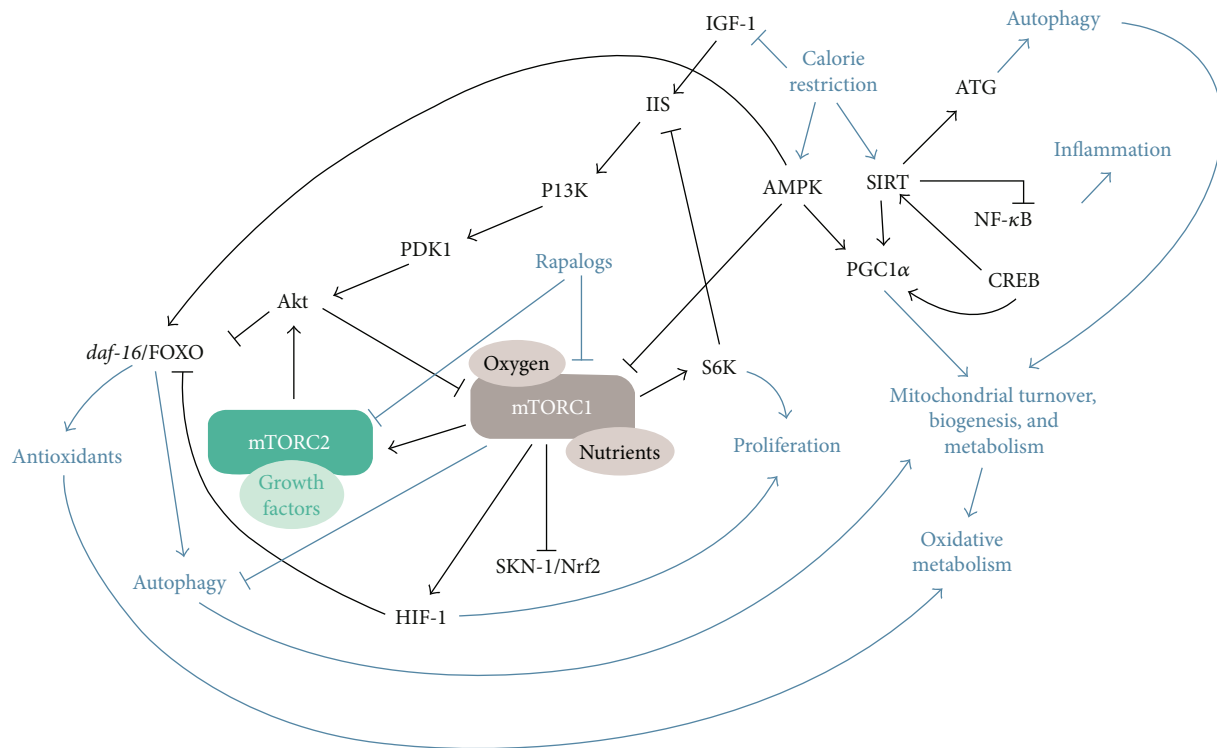 IGF-1
Autophagy
Calorie
restriction
ATG
IIS
Inflammation
P13K
AMPK
SIRT
NF-κB
PDK1
Rapalogs
PGC1α
CREB
Akt
daf-16/FOXO
Oxygen
S6K
mTORC1
Mitochondrial turnover,
biogenesis, and
metabolism
mTORC2
Nutrients
Proliferation
Antioxidants
Growth
factors
Oxidative
metabolism
SKN-1/Nrf2
Autophagy
HIF-1